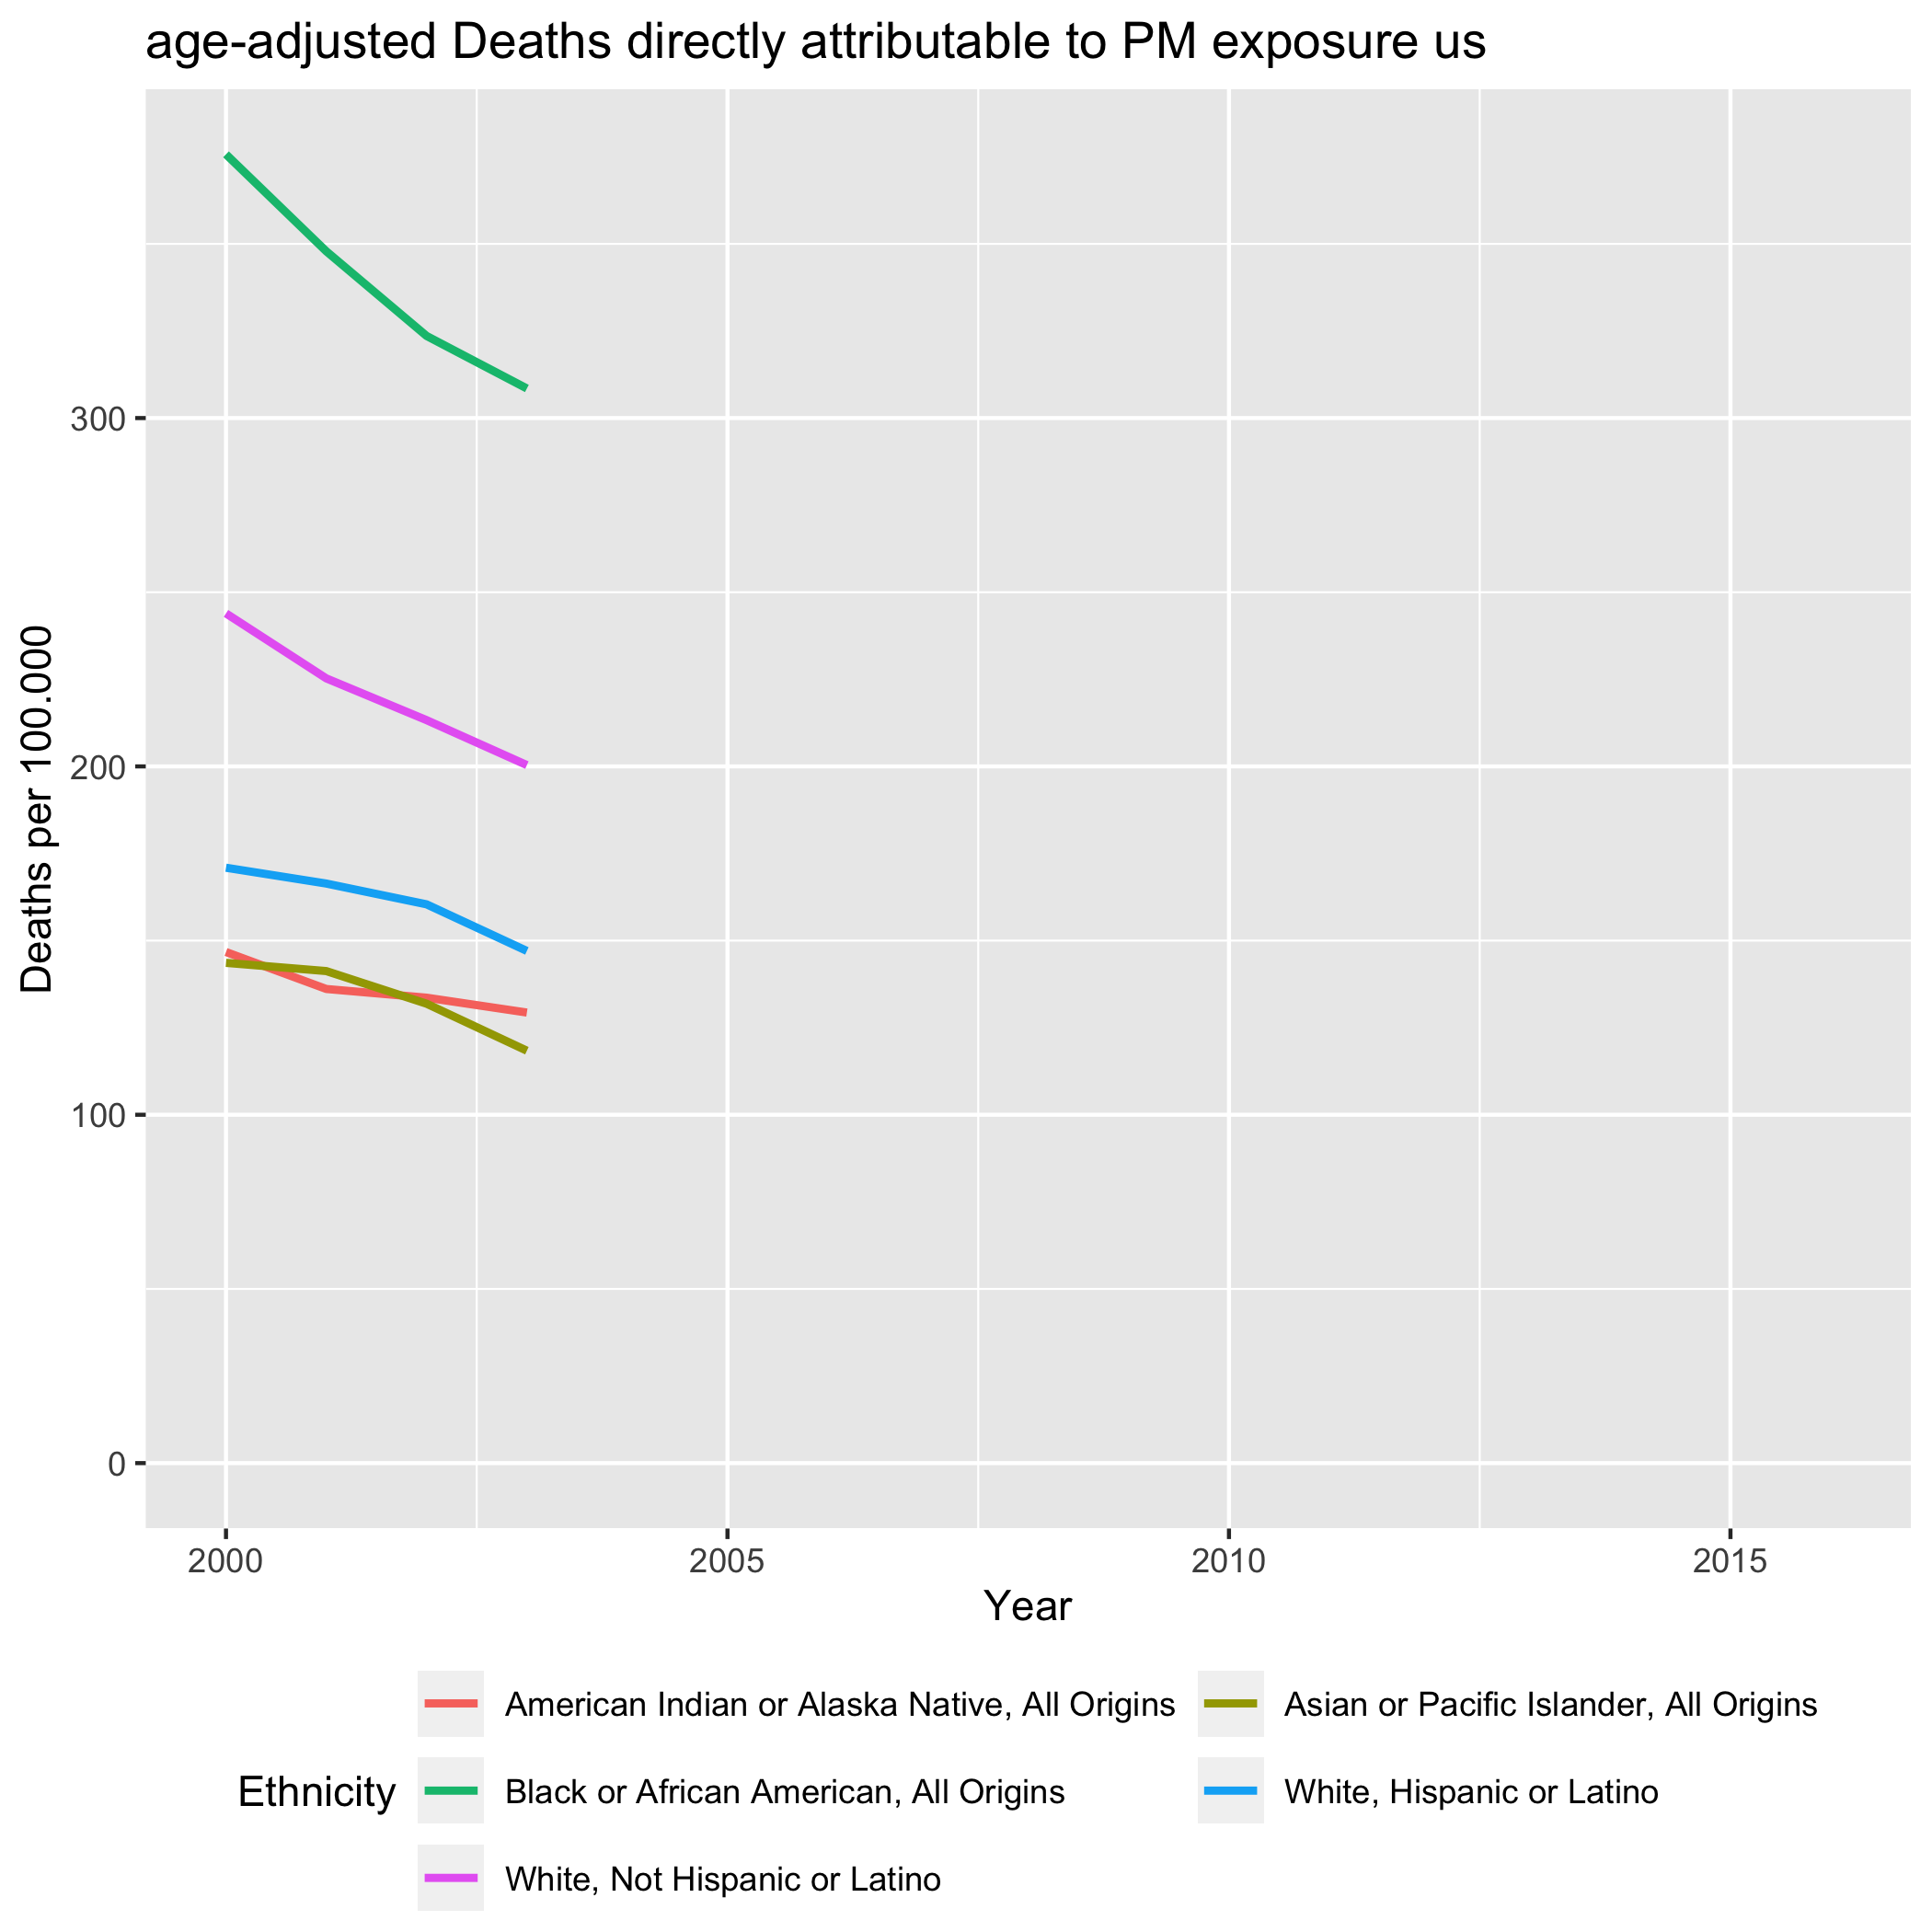 age-adjusted Deaths directly attributable to PM exposure us
Deaths per 100.000
300
200
100
0
2000 2005 2010 2015
Year
Ethnicity
American Indian or Alaska Native, All Origins
Asian or Pacific Islander, All Origins
Black or African American, All Origins
White, Hispanic or Latino
White, Not Hispanic or Latino